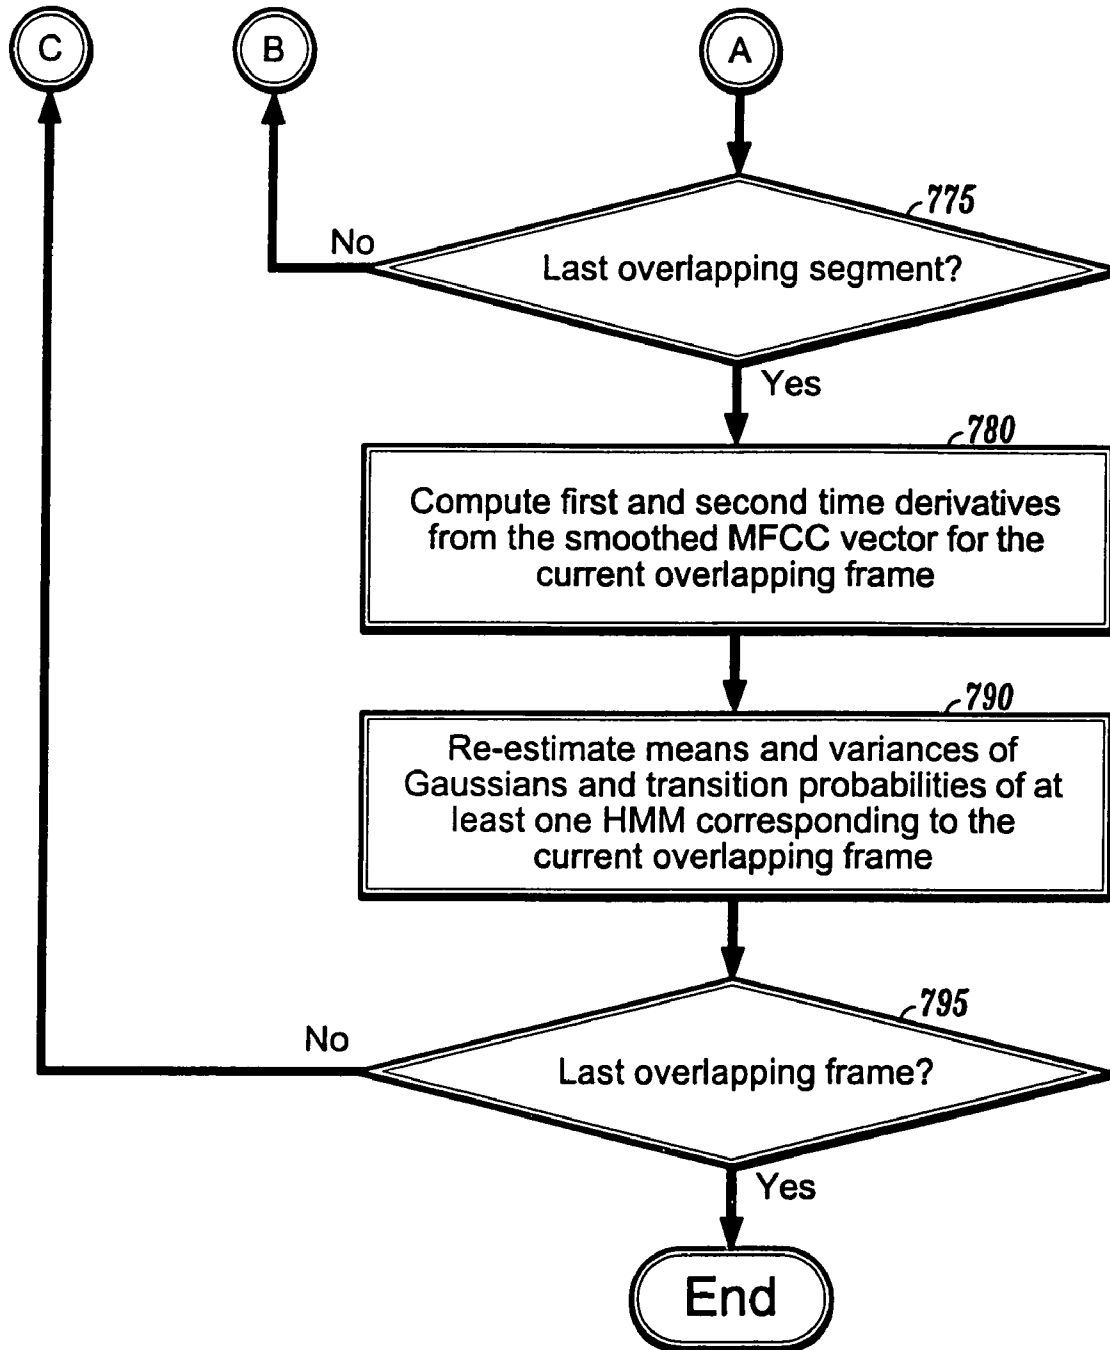 C
B
A
775
No
Last overlapping segment?
Yes
780
Compute first and second time derivatives
from the smoothed MFCC vector for the
current overlapping frame
790
Re-estimate means and variances of
Gaussians and transition probabilities of at
least one HMM corresponding to the
current overlapping frame
795
No
Last overlapping frame?
Yes
End